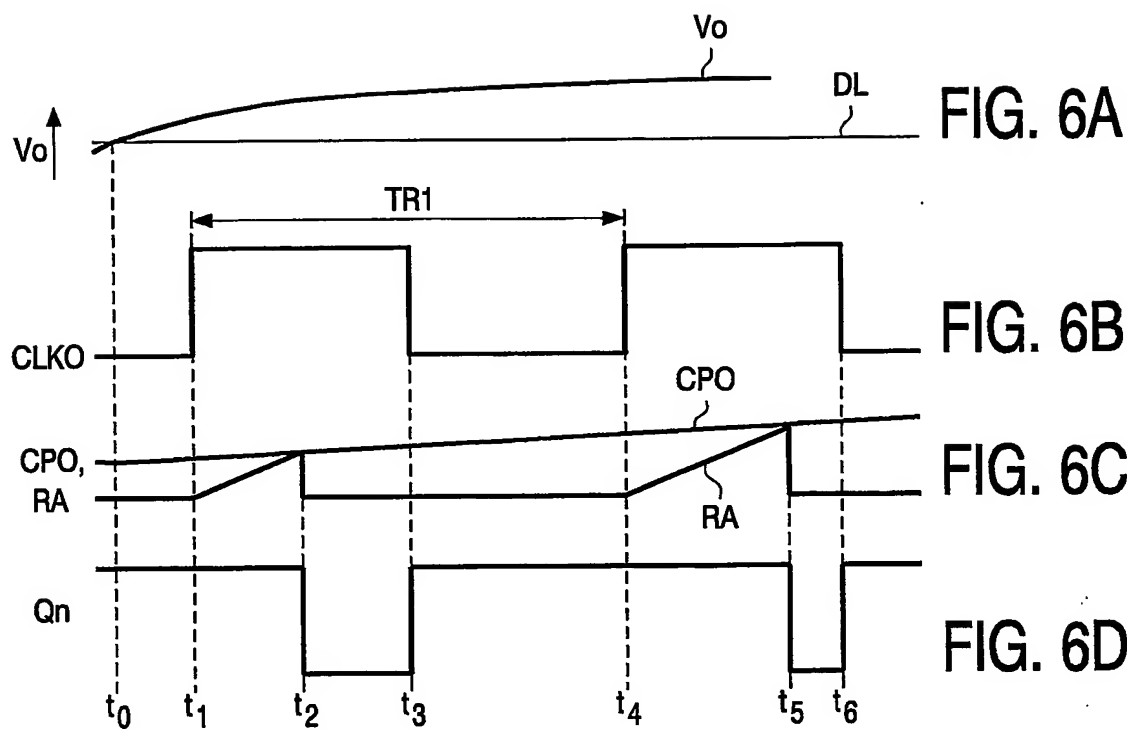 Vo
DL
Vo
FIG. 6A
TR1
CLKO
FIG. 6B
CPO
CPO,
RA
RA
FIG. 6C
Qn
FIG. 6D
t0 t1 t2 t3 t4 t5 t6